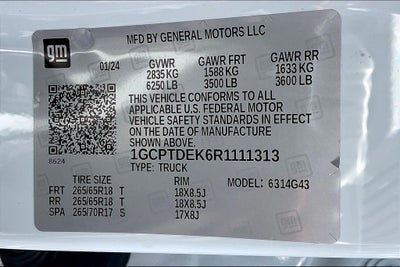 gm
MFD BY GENERAL MOTORS LLC
01/24 GVWR GAWR FRT GAWR RR
2835 KG 1588 KG 1633 KG
6250 LB 3500 LB 3600 LB
THIS VEHICLE CONFORMS TO ALL
APPLICABLE U.S. FEDERAL MOTOR
VEHICLE SAFETY STANDARDS IN EFFECT
ON THE DATE OF MANUFACTURE
SHOWN ABOVE.
8624
1GCPTDEK6R1111313
TYPE: TRUCK
TIRE SIZE RIM MODEL: 6314G43
FRT 265/65R18 T 18X8.5J
RR 265/65R18 T 18X8.5J
SPA 265/70R17 S 17X8J